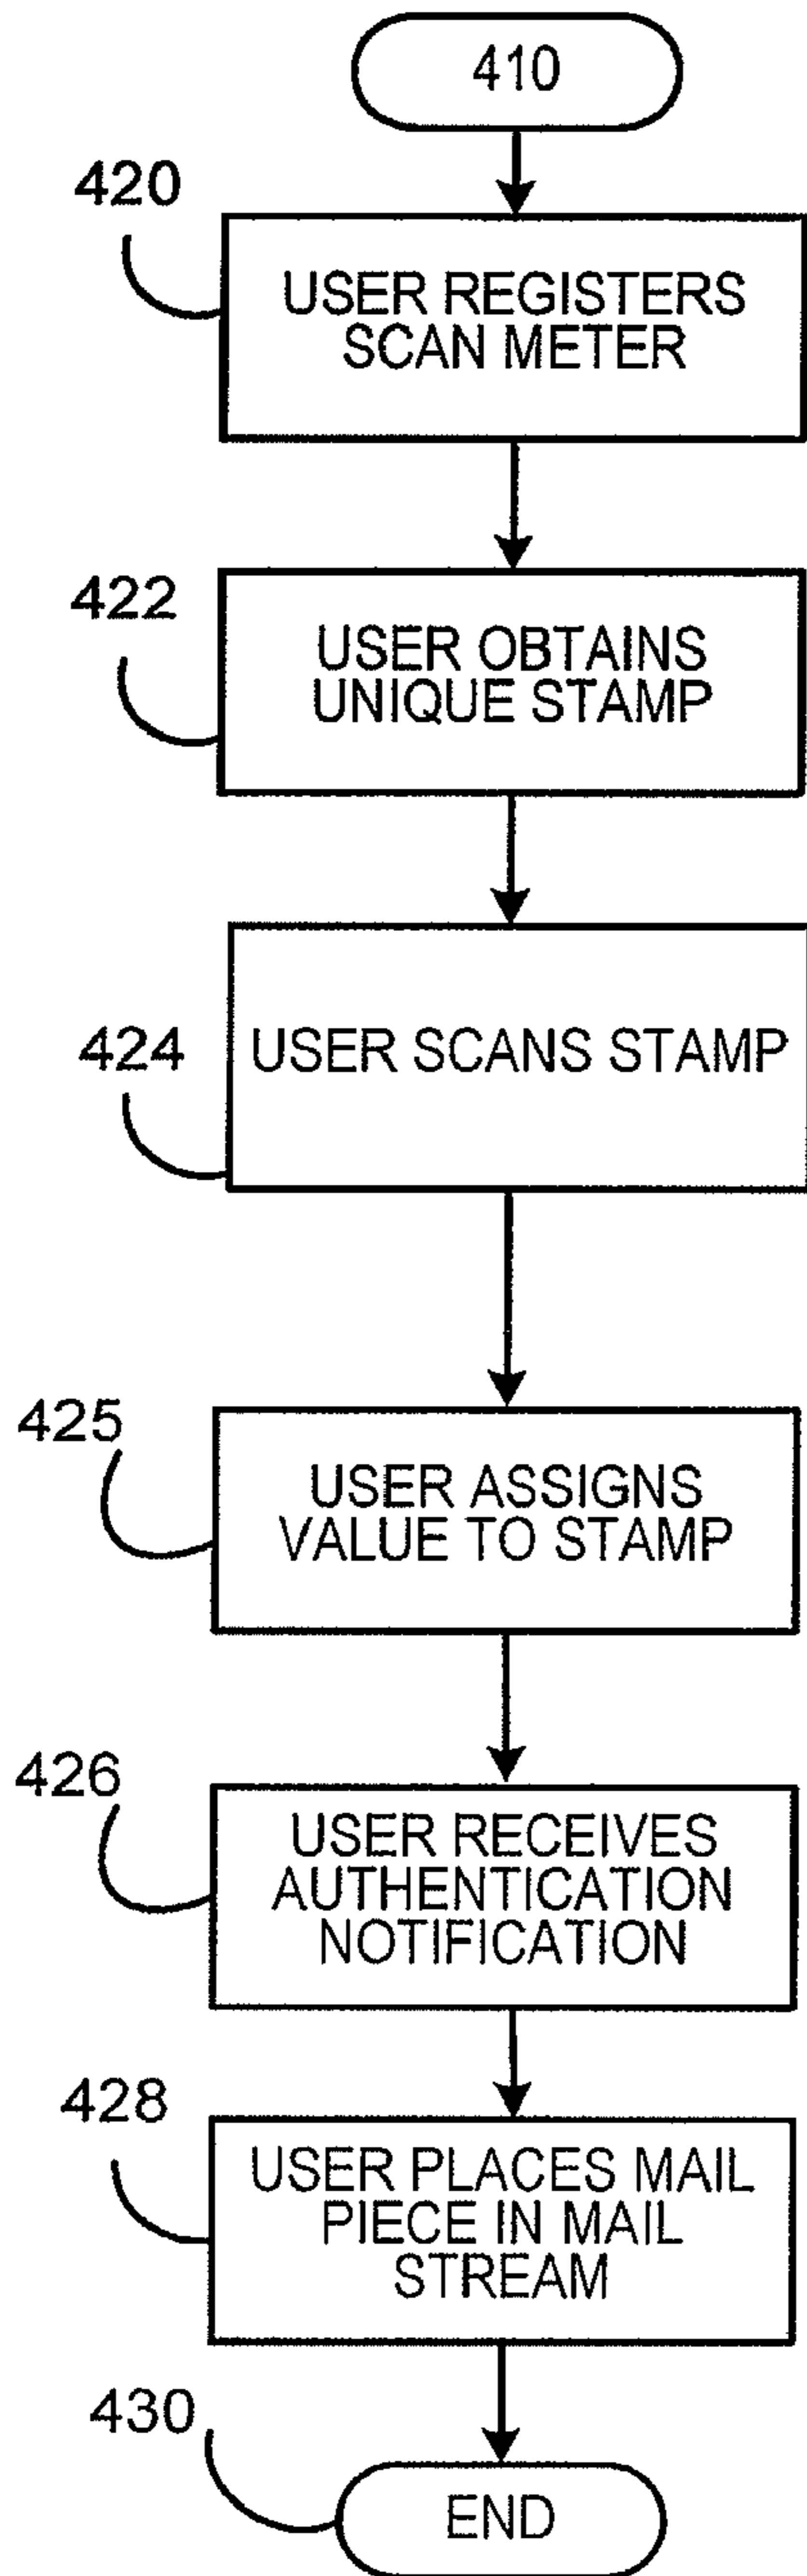 410
420
USER REGISTERS
SCAN METER
422
USER OBTAINS
UNIQUE STAMP
424
USER SCANS STAMP
425
USER ASSIGNS
VALUE TO STAMP
426
USER RECEIVES
AUTHENTICATION
NOTIFICATION
428
USER PLACES MAIL
PIECE IN MAIL
STREAM
430
END